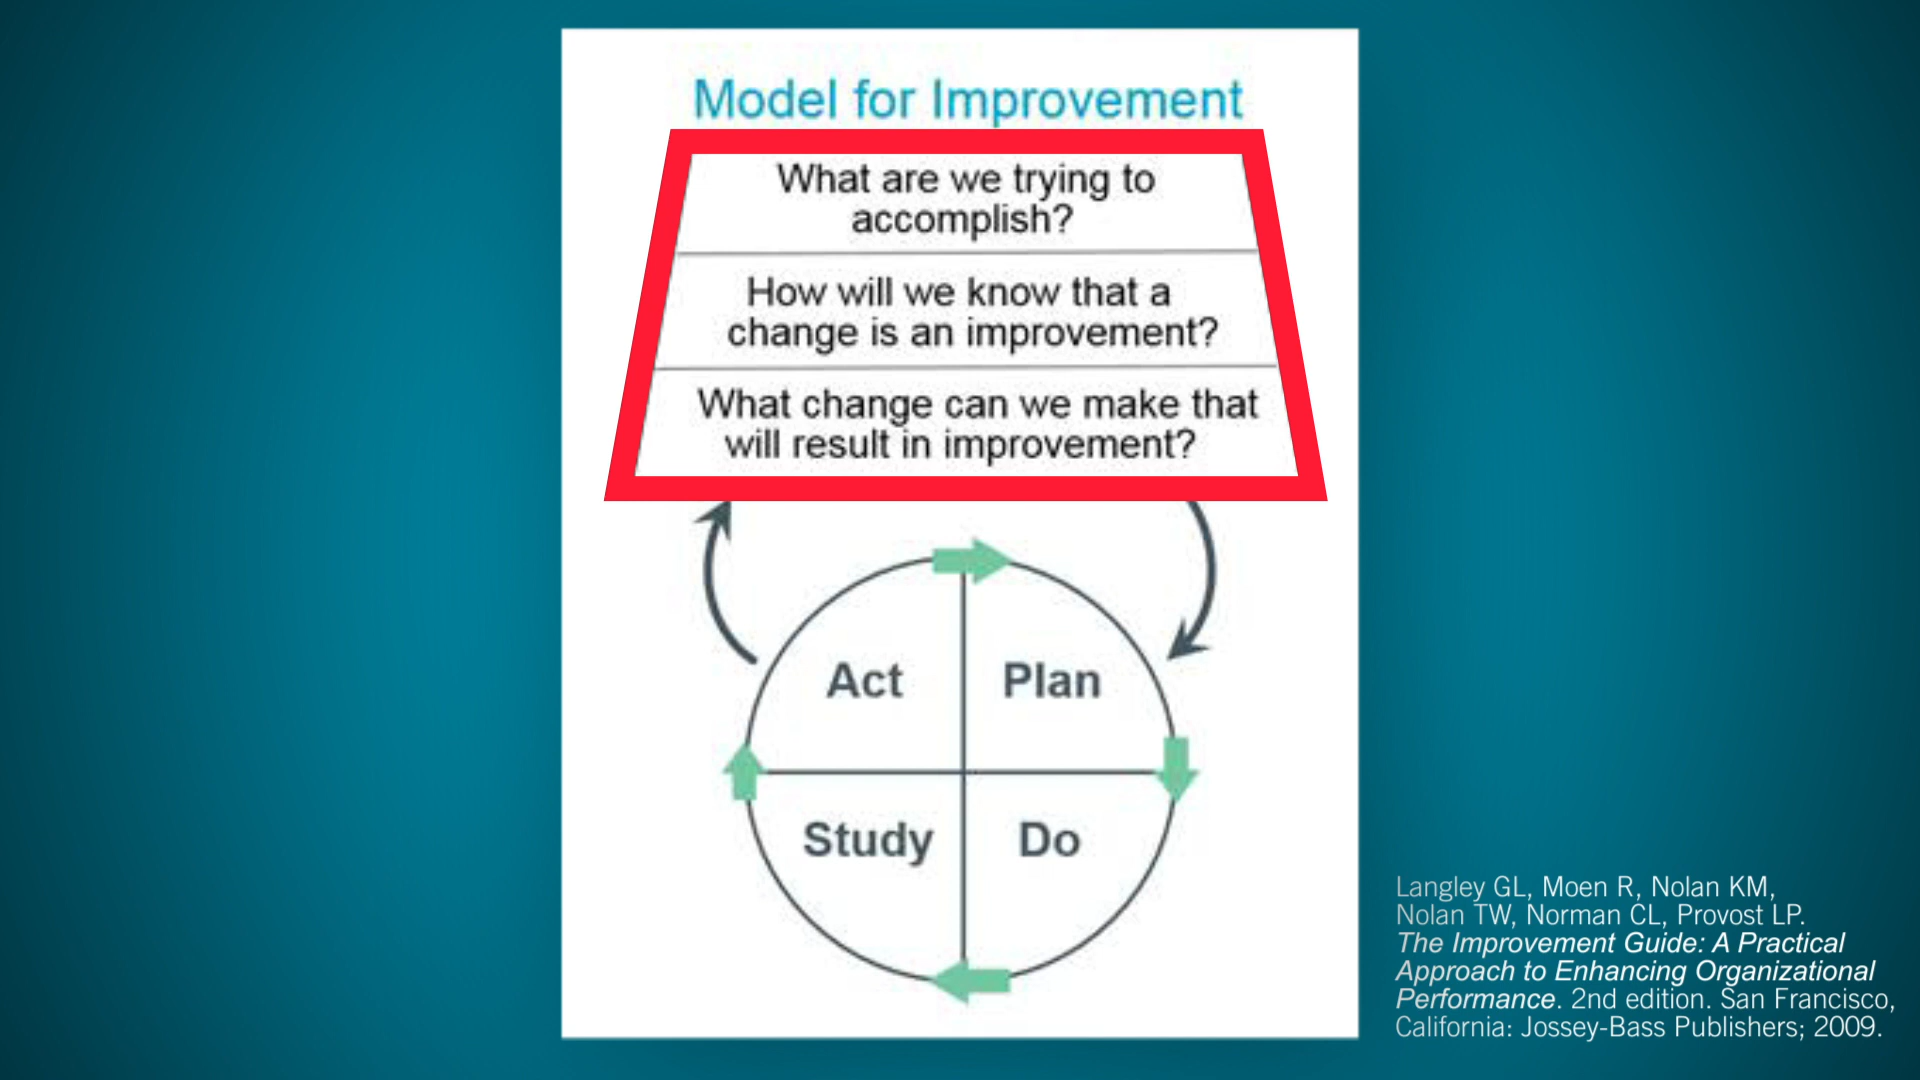 Model for Improvement
What are we trying to
accomplish?
How will we know that a
change is an improvement?
What change can we make that
will result in improvement?
Act
Plan
Study
Do
Langley GL, Moen R, Nolan KM,
Nolan TW, Norman CL, Provost LP.
The Improvement Guide: A Practical
Approach to Enhancing Organizational
Performance. 2nd edition. San Francisco,
California: Jossey-Bass Publishers; 2009.